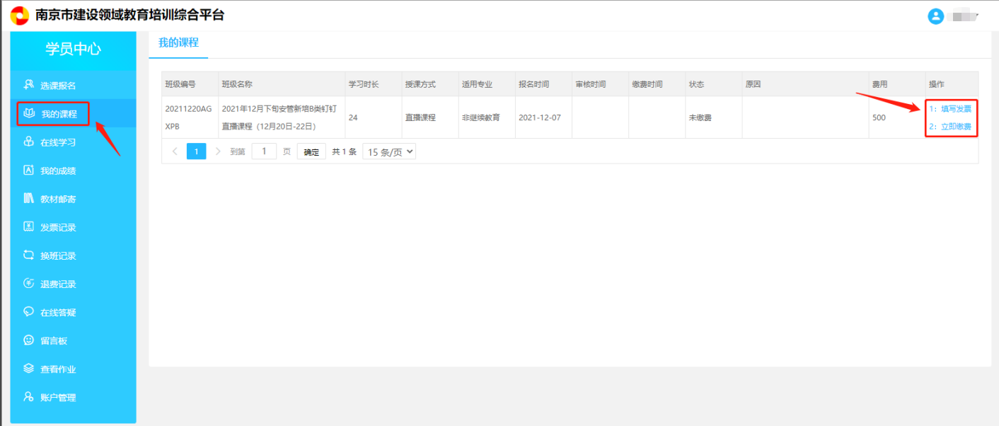 南京市建设领域教育培训综合平台
学员中心
选课报名
我的课程
在线学习
我的成绩
教材邮寄
发票记录
换班记录
退费记录
在线答疑
留言板
查看作业
账户管理
我的课程
班级编号 班级名称 学习时长 授课方式 适用专业 报名时间 审核时间 缴费时间 状态 原因 费用 操作
20211220AG 2021年12月下旬安管新培B类钉钉 1：填写发票
24 直播课程 非继续教育 2021-12-07 未缴费 500
XPB 直播课程（12月20日-22日） 2：立即缴费
1 到第 1 页 确定 共 1 条 15 条/页